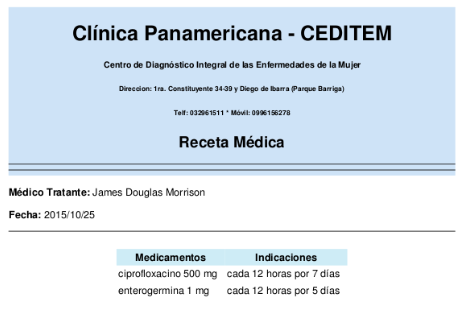 Clínica Panamericana - CEDITEM
Centro de Diagnóstico Integral de las Enfermedades de la Mujer
Direccion: 1ra. Constituyente 34-39 y Diego de Ibarra (Parque Barriga)
Telf: 032961511 * Móvil: 0996156278
Receta Médica
Médico Tratante: James Douglas Morrison
Fecha: 2015/10/25
Medicamentos Indicaciones
ciprofloxacino 500 mg cada 12 horas por 7 días
enterogermina 1 mg cada 12 horas por 5 días